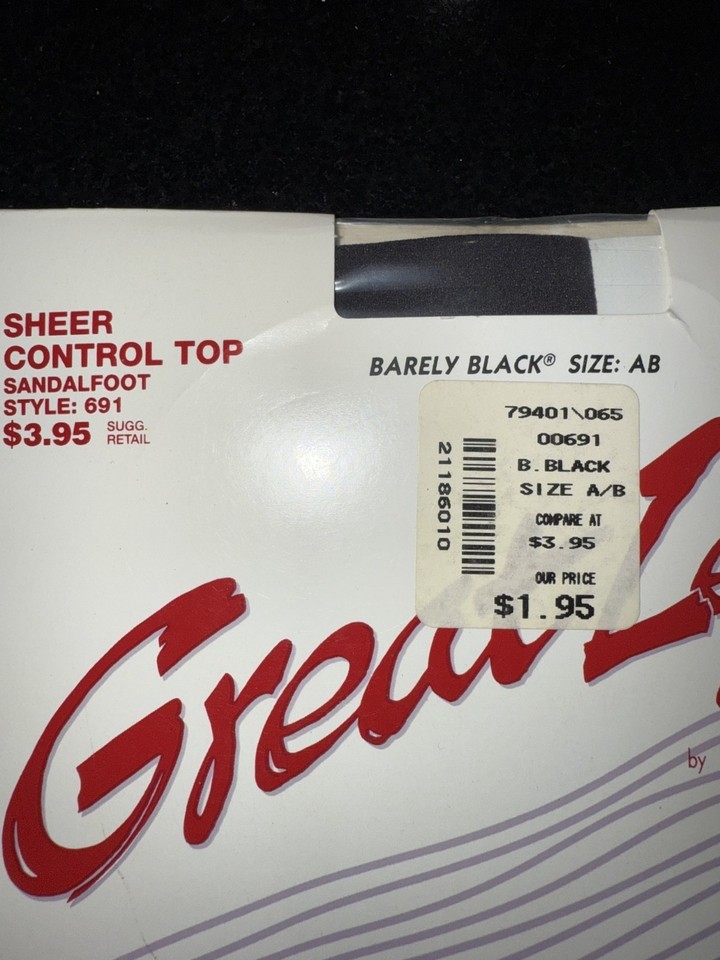 SHEER
CONTROL TOP
SANDALFOOT
STYLE: 691
$3.95 SUGG.
RETAIL
BARELY BLACK® SIZE: AB
79401\065
00691
B.BLACK
SIZE A/B
COMPARE AT
$3.95
OUR PRICE
$1.95
21186010
Great
by